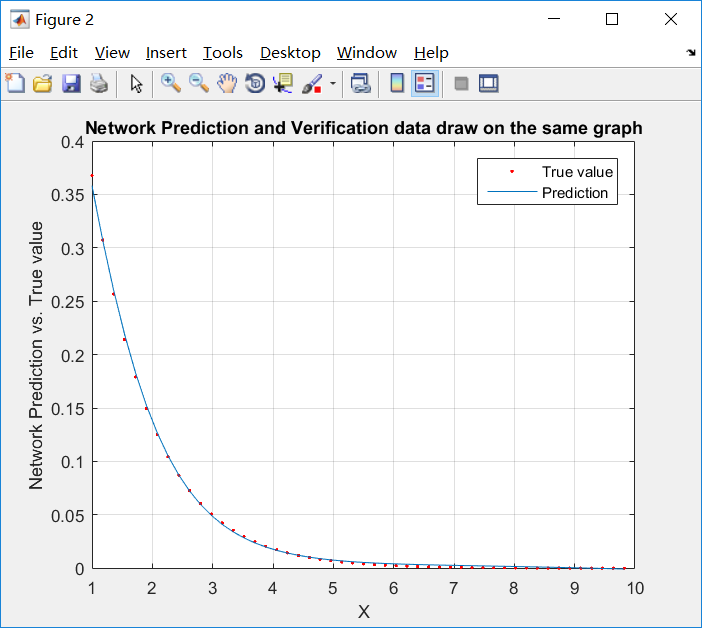 Figure 2
File Edit View Insert Tools Desktop Window Help
Network Prediction and Verification data draw on the same graph
True value
Prediction
Network Prediction vs. True value
0.4
0.35
0.3
0.25
0.2
0.15
0.1
0.05
0
1 2 3 4 5 6 7 8 9 10
X